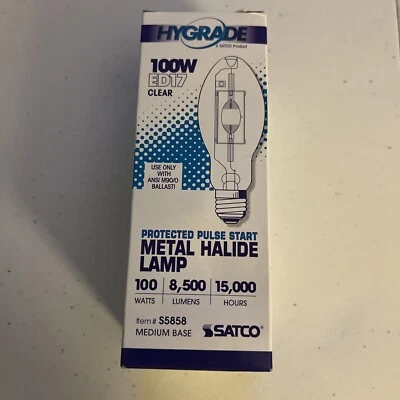 HYGRADE
a SATCO Product
100W
ED17
CLEAR
USE ONLY
WITH
ANSI M90/O
BALLAST!
PROTECTED PULSE START
METAL HALIDE
LAMP
100 8,500 15,000
WATTS LUMENS HOURS
Item# S5858
MEDIUM BASE SATCO